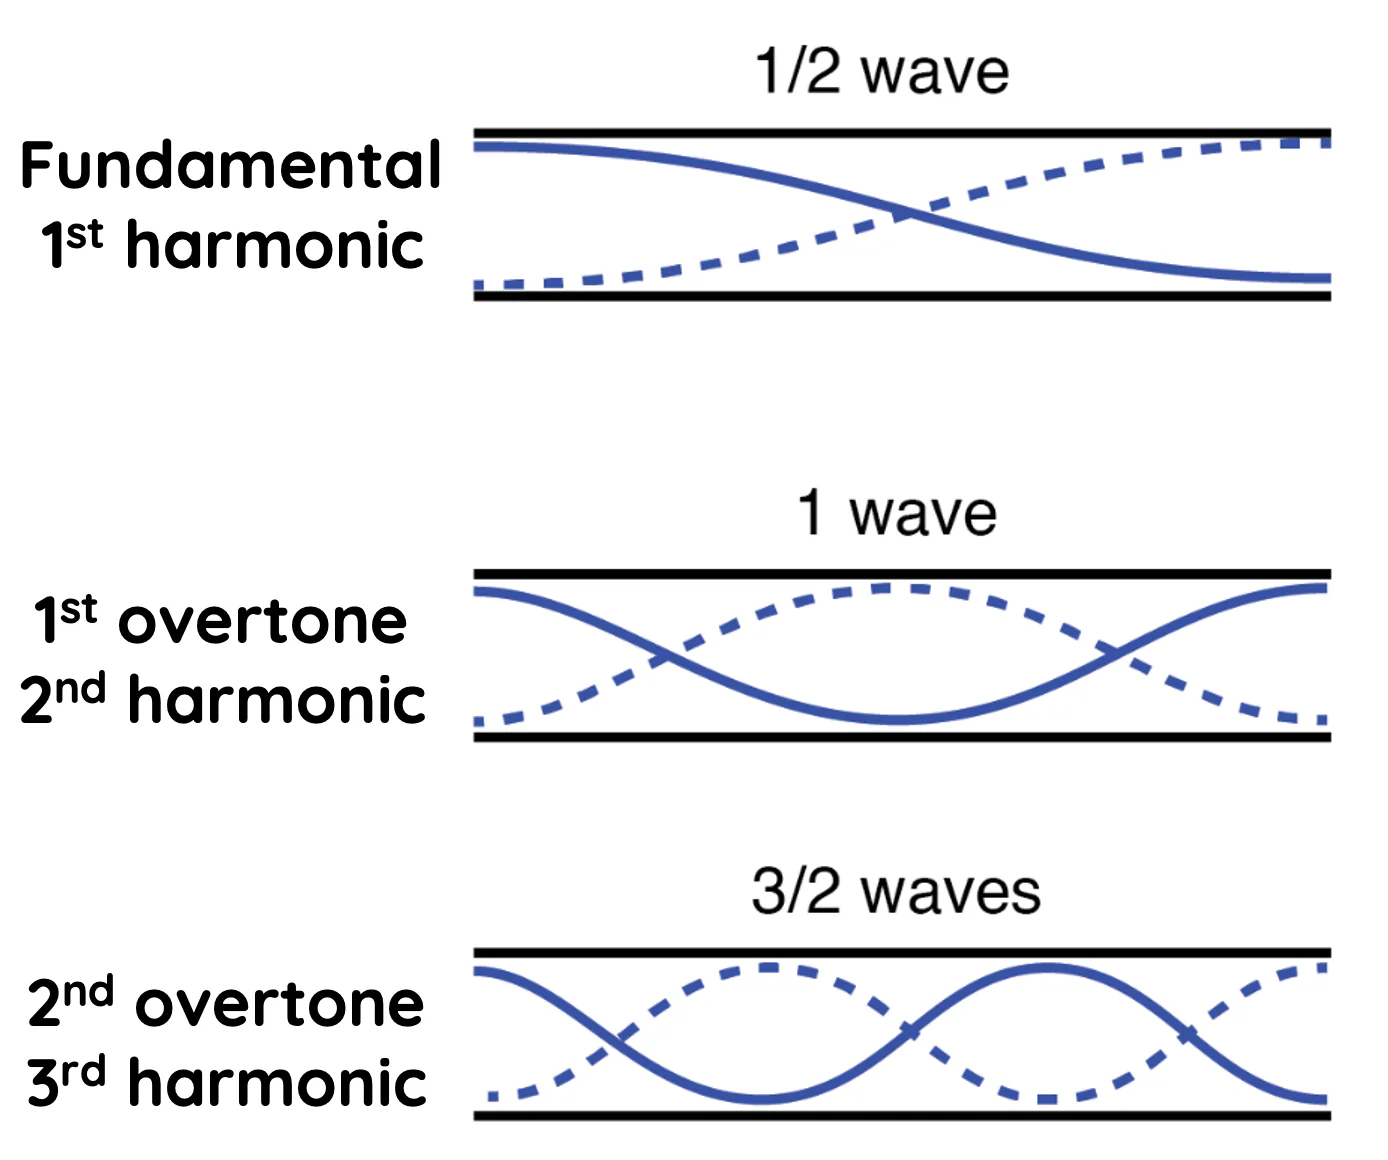 1/2 wave
Fundamental
1st harmonic
1 wave
1st overtone
2nd harmonic
3/2 waves
2nd overtone
3rd harmonic